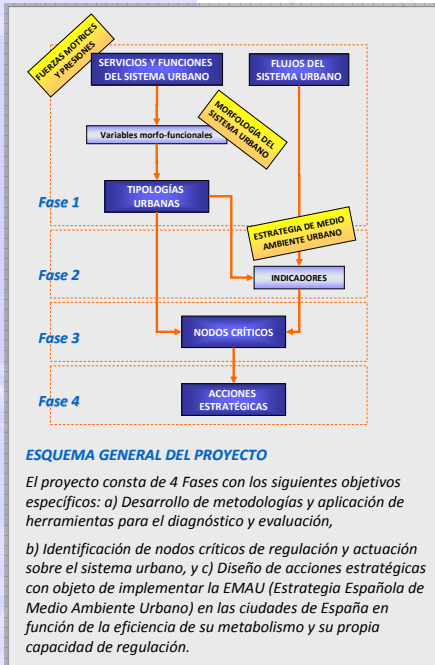 FUERZAS MOTRICES
Y PRESIONES
SERVICIOS Y FUNCIONES
DEL SISTEMA URBANO
FLUJOS DEL
SISTEMA URBANO
MORFOLOGÍA DEL
SISTEMA URBANO
Variables morfo-funcionales
TIPOLOGÍAS
URBANAS
Fase 1
ESTRATEGIA DE MEDIO
AMBIENTE URBANO
Fase 2
INDICADORES
Fase 3
NODOS CRÍTICOS
Fase 4
ACCIONES
ESTRATÉGICAS
ESQUEMA GENERAL DEL PROYECTO
El proyecto consta de 4 Fases con los siguientes objetivos
específicos: a) Desarrollo de metodologías y aplicación de
herramientas para el diagnóstico y evaluación,
b) Identificación de nodos críticos de regulación y actuación
sobre el sistema urbano, y c) Diseño de acciones estratégicas
con objeto de implementar la EMAU (Estrategia Española de
Medio Ambiente Urbano) en las ciudades de España en
función de la eficiencia de su metabolismo y su propia
capacidad de regulación.